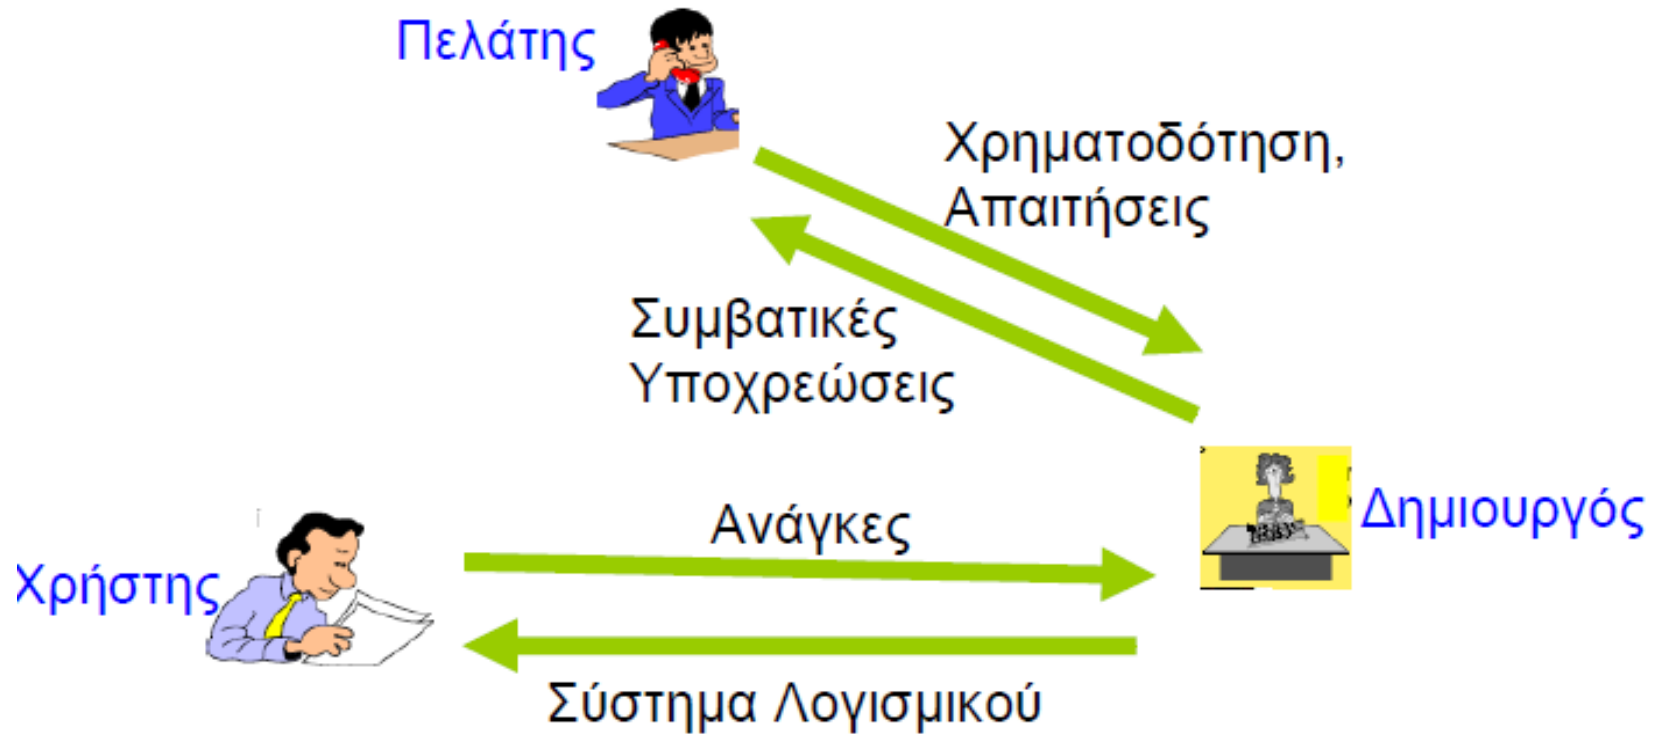 Πελάτης
Χρηματοδότηση,
Απαιτήσεις
Συμβατικές
Υποχρεώσεις
Δημιουργός
Ανάγκες
Χρήστης
Σύστημα Λογισμικού